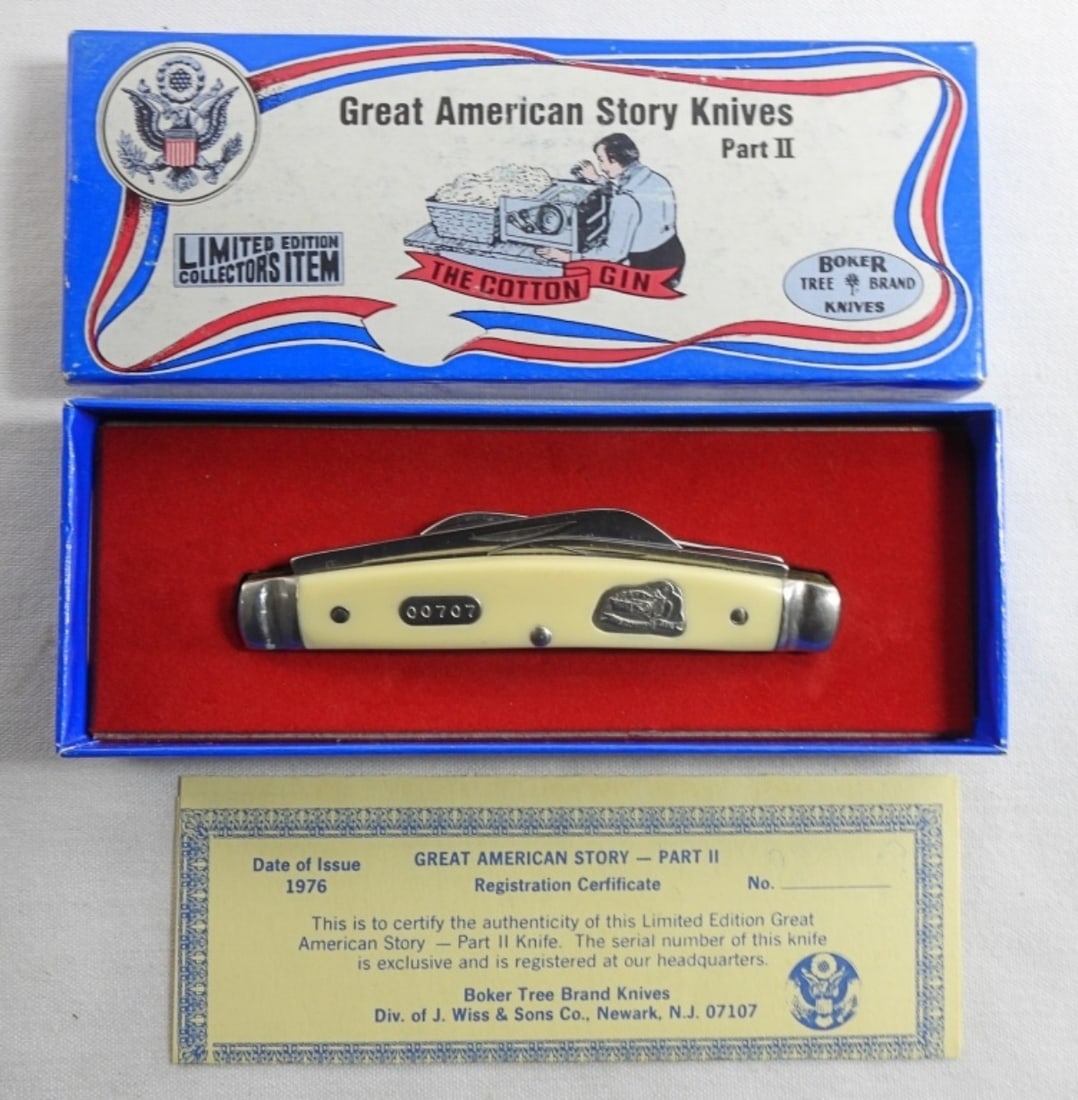 Great American Story Knives
Part II
LIMITED EDITION
COLLECTORS ITEM
THE COTTON GIN
BOKER
TREE BRAND
KNIVES
00707
Date of Issue
1976
GREAT AMERICAN STORY — PART II
Registration Cerfificate
No.
This is to certify the authenticity of this Limited Edition Great
American Story — Part II Knife. The serial number of this knife
is exclusive and is registered at our headquarters.
Boker Tree Brand Knives
Div. of J. Wiss & Sons Co., Newark, N.J. 07107